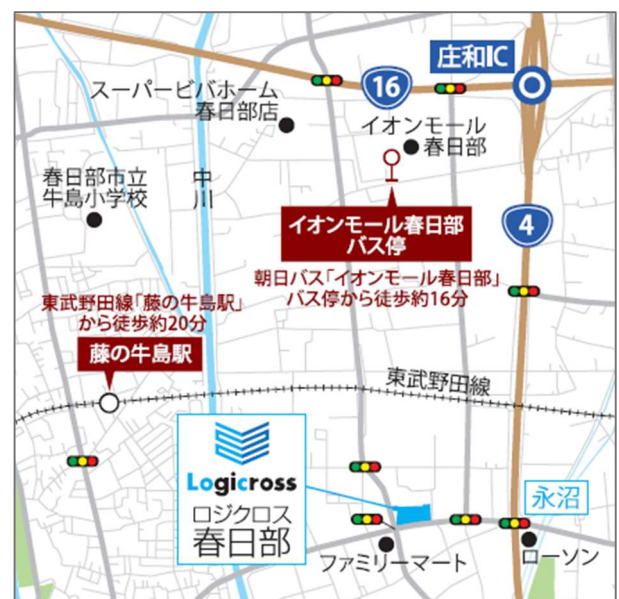 庄和IC
16
スーパービバホーム
春日部店
イオンモール
春日部
春日部市立
牛島小学校
中川
4
イオンモール春日部
バス停
朝日バス「イオンモール春日部」
バス停から徒歩約16分
東武野田線「藤の牛島駅」
から徒歩約20分
藤の牛島駅
東武野田線
Logicross
ロジクロス
春日部
永沼
ファミリーマート
ローソン